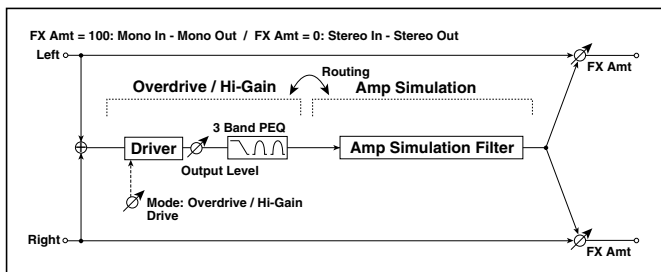 FX Amt = 100: Mono In - Mono Out / FX Amt = 0: Stereo In - Stereo Out
Left
FX Amt
Routing
Overdrive / Hi-Gain
Amp Simulation
3 Band PEQ
Driver
Amp Simulation Filter
Output Level
Mode: Overdrive / Hi-Gain
Drive
Right
FX Amt